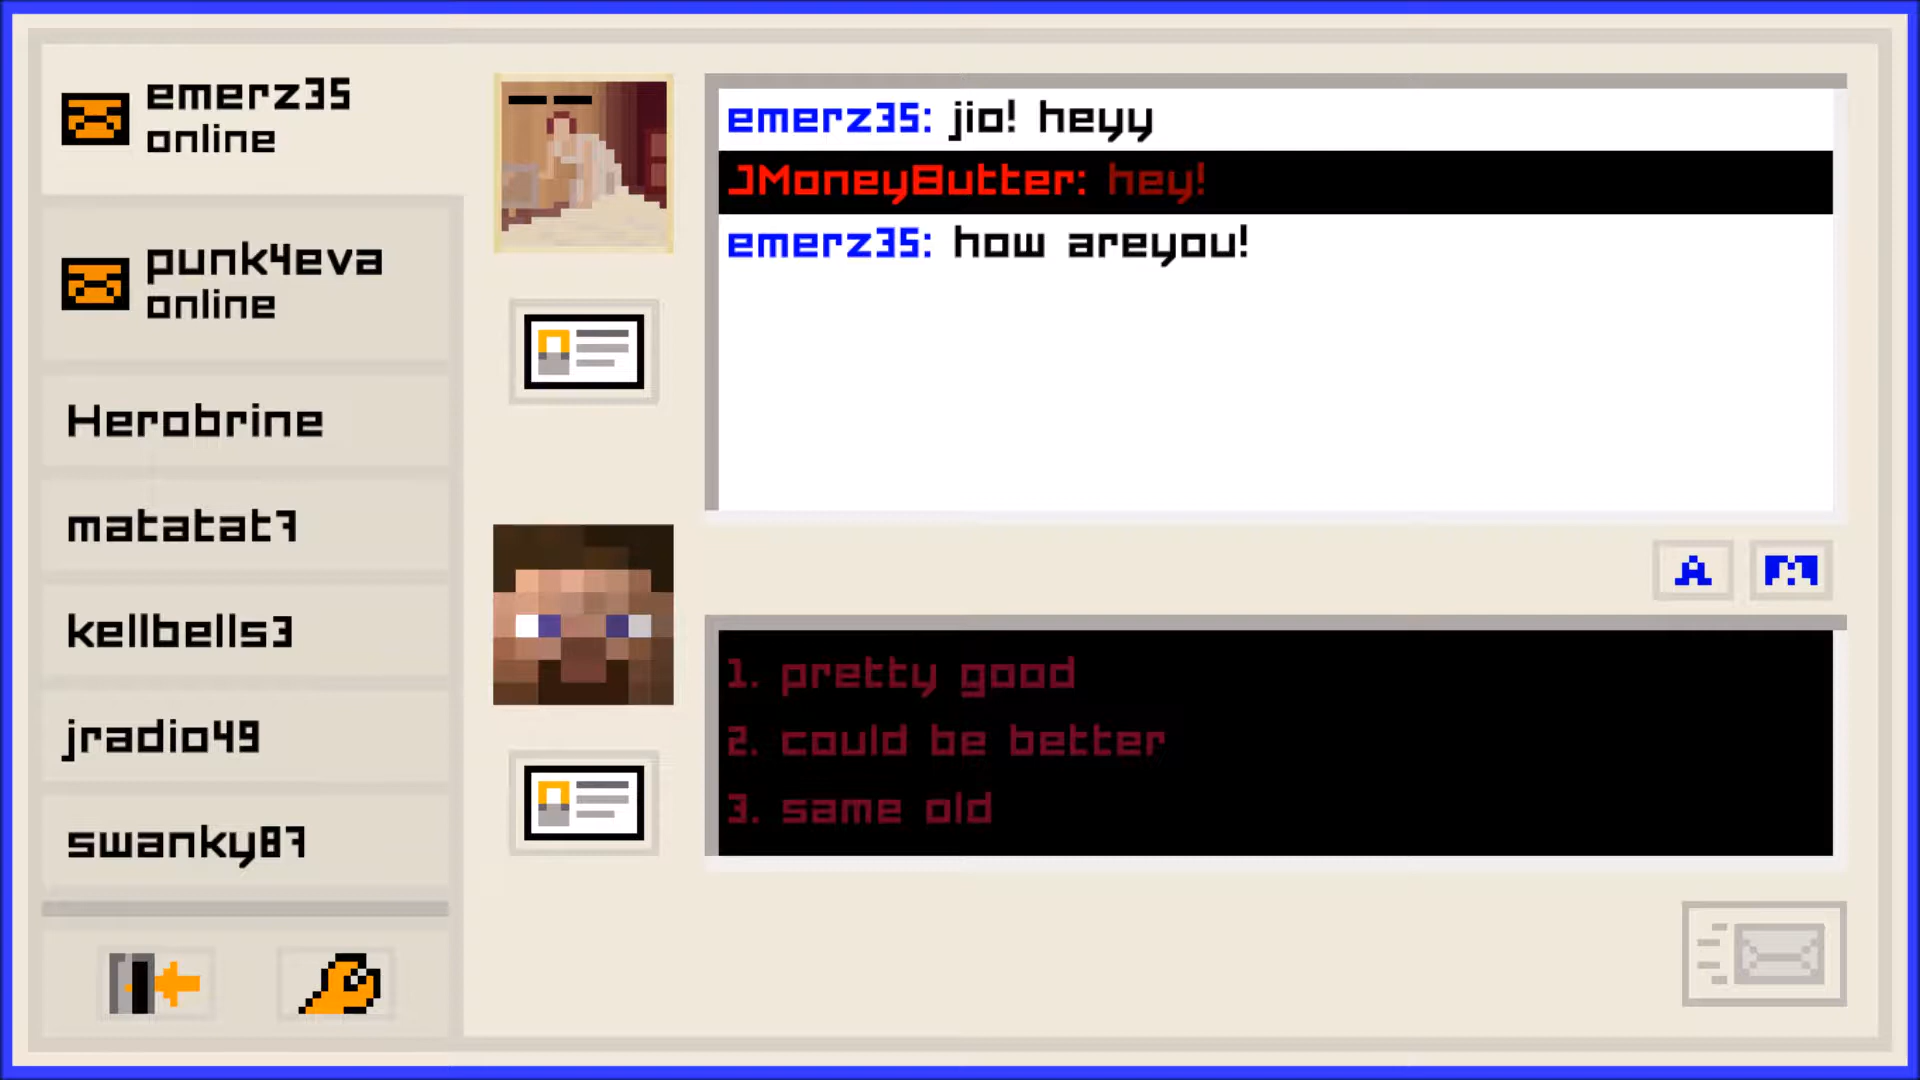 emerz35
online
punk4eva
online
Herobrine
matatat7
kellbells3
jradio49
swanky87
emerz35: jio! heyy
JMoneyButter: hey!
emerz35: how areyou!
A
1. pretty good
2. could be better
3. same old